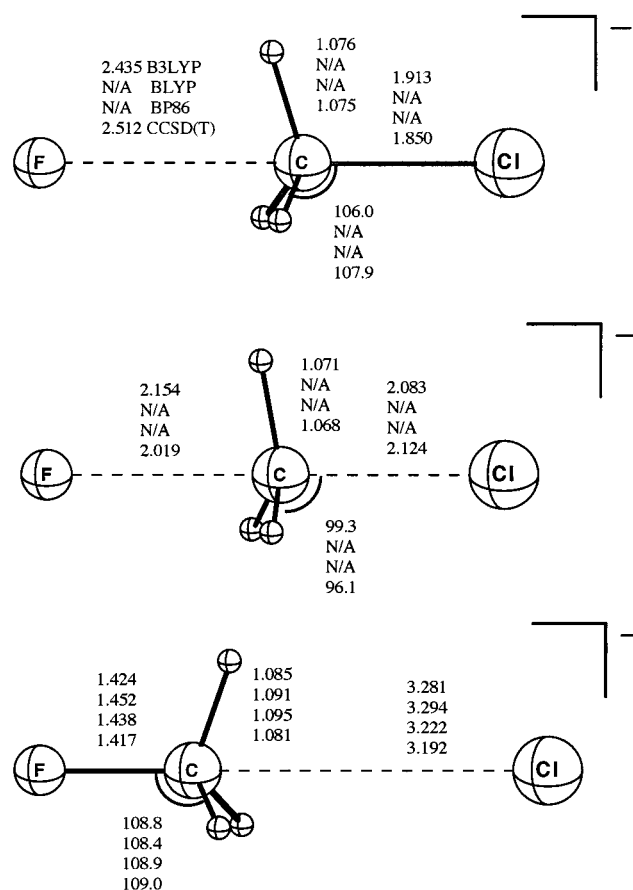 2.435 B3LYP
N/A BLYP
N/A BP86
2.512 CCSD(T)
1.076
N/A
N/A
1.075
1.913
N/A
N/A
1.850
F
C
Cl
106.0
N/A
N/A
107.9
–
2.154
N/A
N/A
2.019
1.071
N/A
N/A
1.068
2.083
N/A
N/A
2.124
F
C
Cl
99.3
N/A
N/A
96.1
–
1.424
1.452
1.438
1.417
1.085
1.091
1.095
1.081
3.281
3.294
3.222
3.192
F
C
Cl
108.8
108.4
108.9
109.0
–